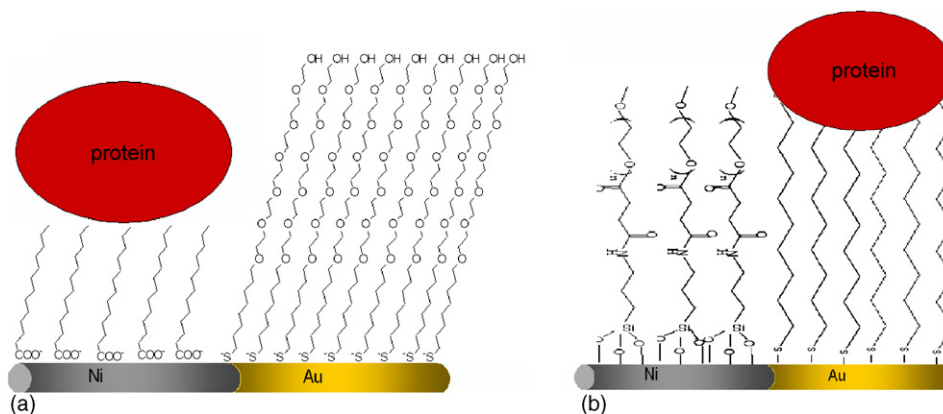 protein
OH OH OH OH OH OH OH OH OH
COO⁻ COO⁻ COO⁻ COO⁻ COO⁻
⁻S ⁻S ⁻S ⁻S ⁻S ⁻S ⁻S ⁻S ⁻S
Ni
Au
(a)
protein
O O O
n n n
N N N
H H H
Si Si Si
S S S S S S
Ni
Au
(b)